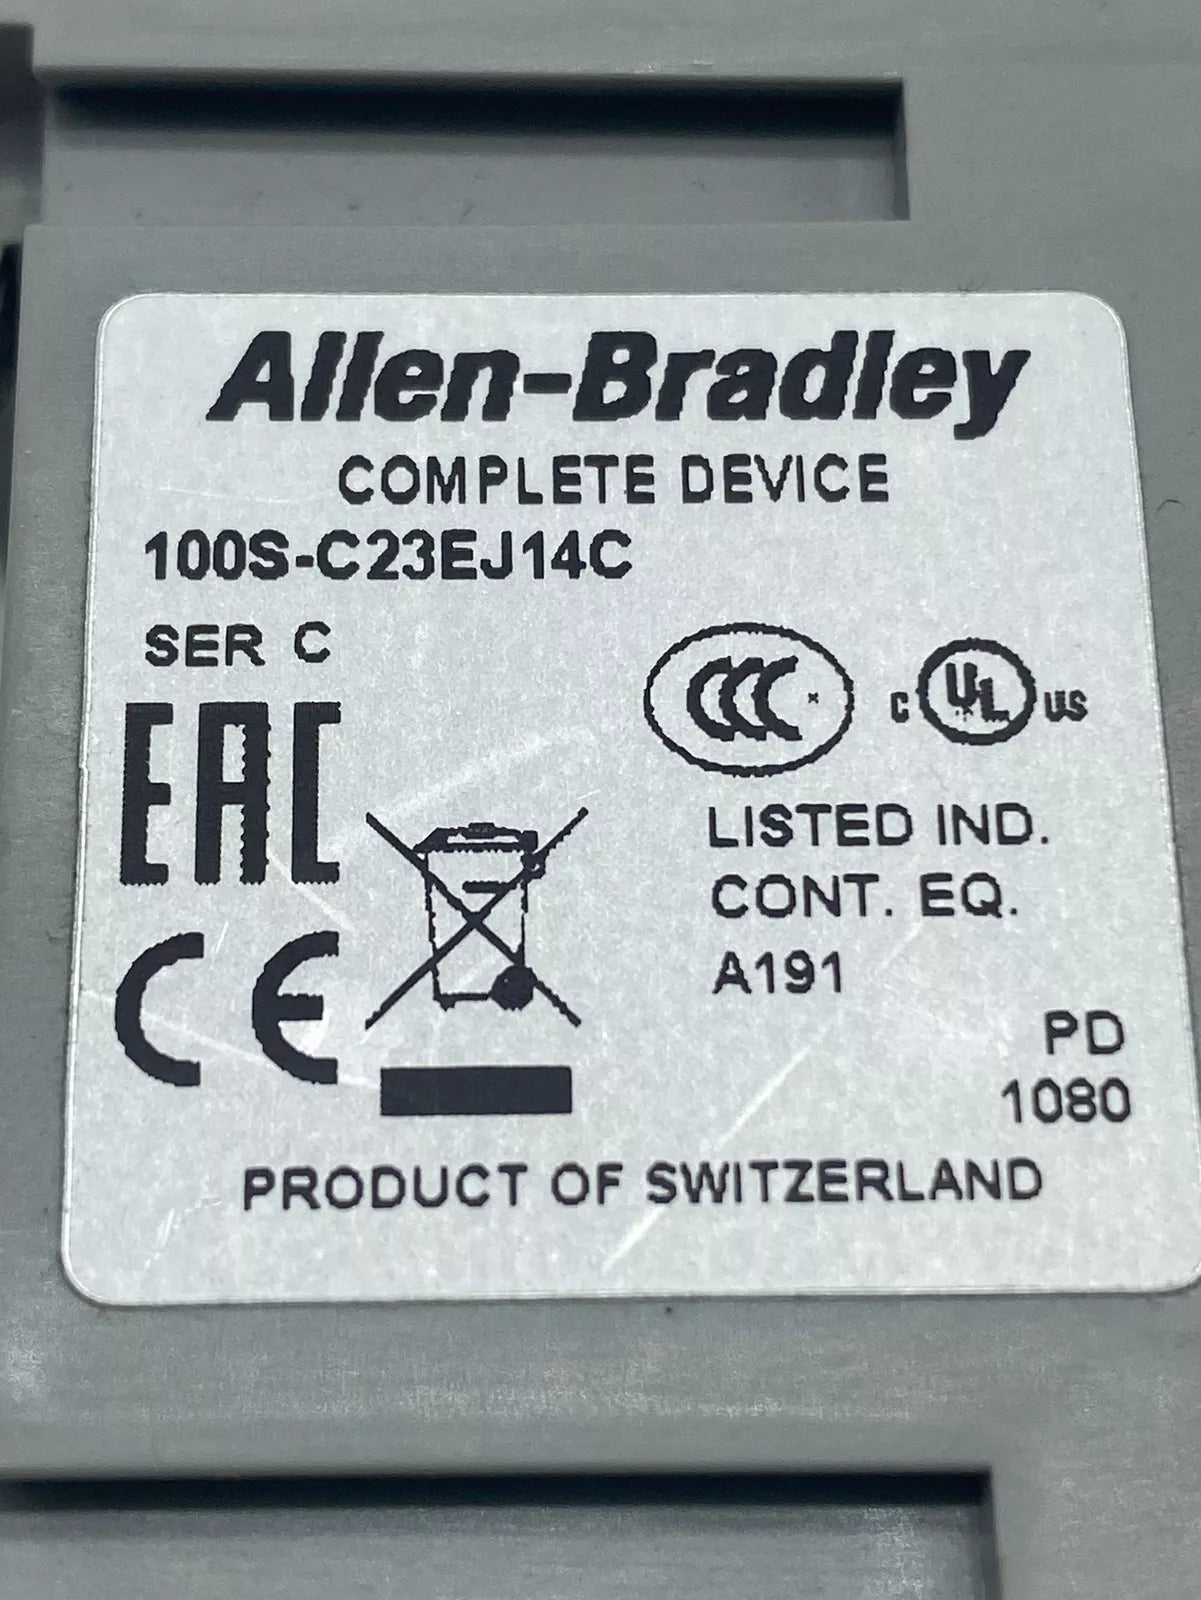 Allen-Bradley
COMPLETE DEVICE
100S-C23EJ14C
SER C
EAC
CE
CCC
C UL US
LISTED IND.
CONT. EQ.
A191
PD
1080
PRODUCT OF SWITZERLAND